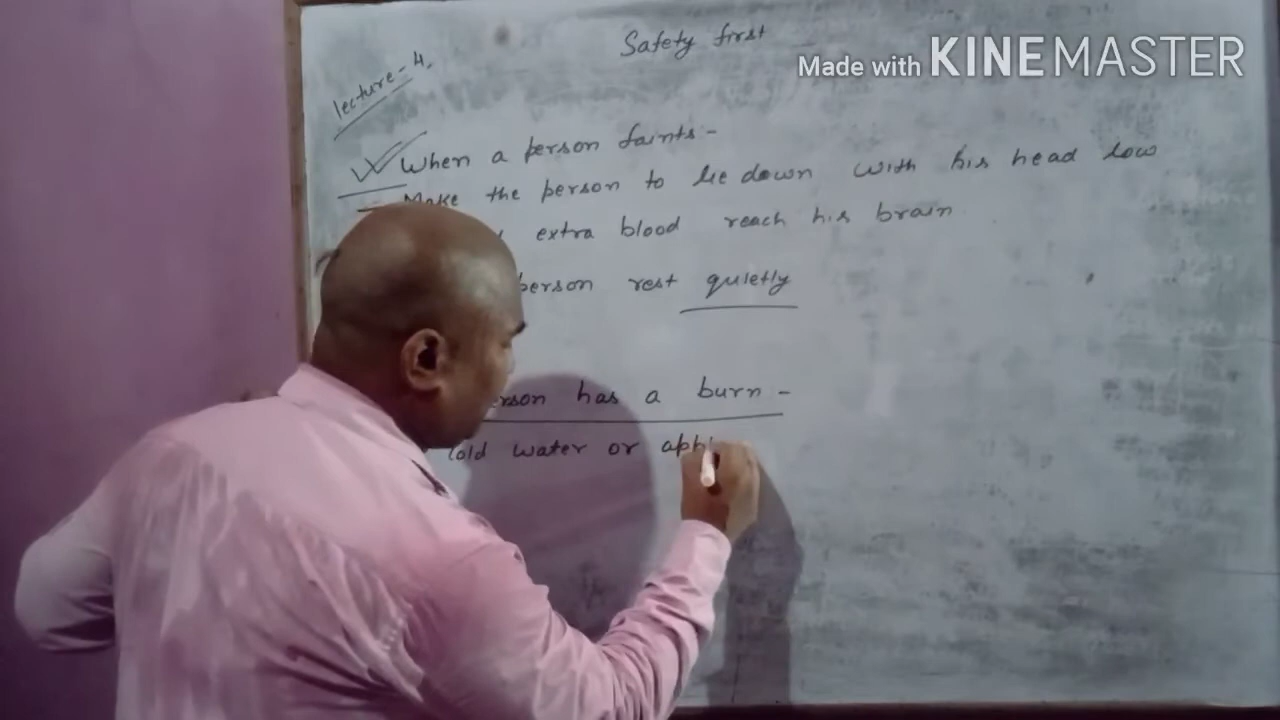 Safety first
Made with KINEMASTER
lecture-4.
When a person faints-
Make the person to lie down with his head low
extra blood reach his brain
person rest quietly
has a burn -
cold water or